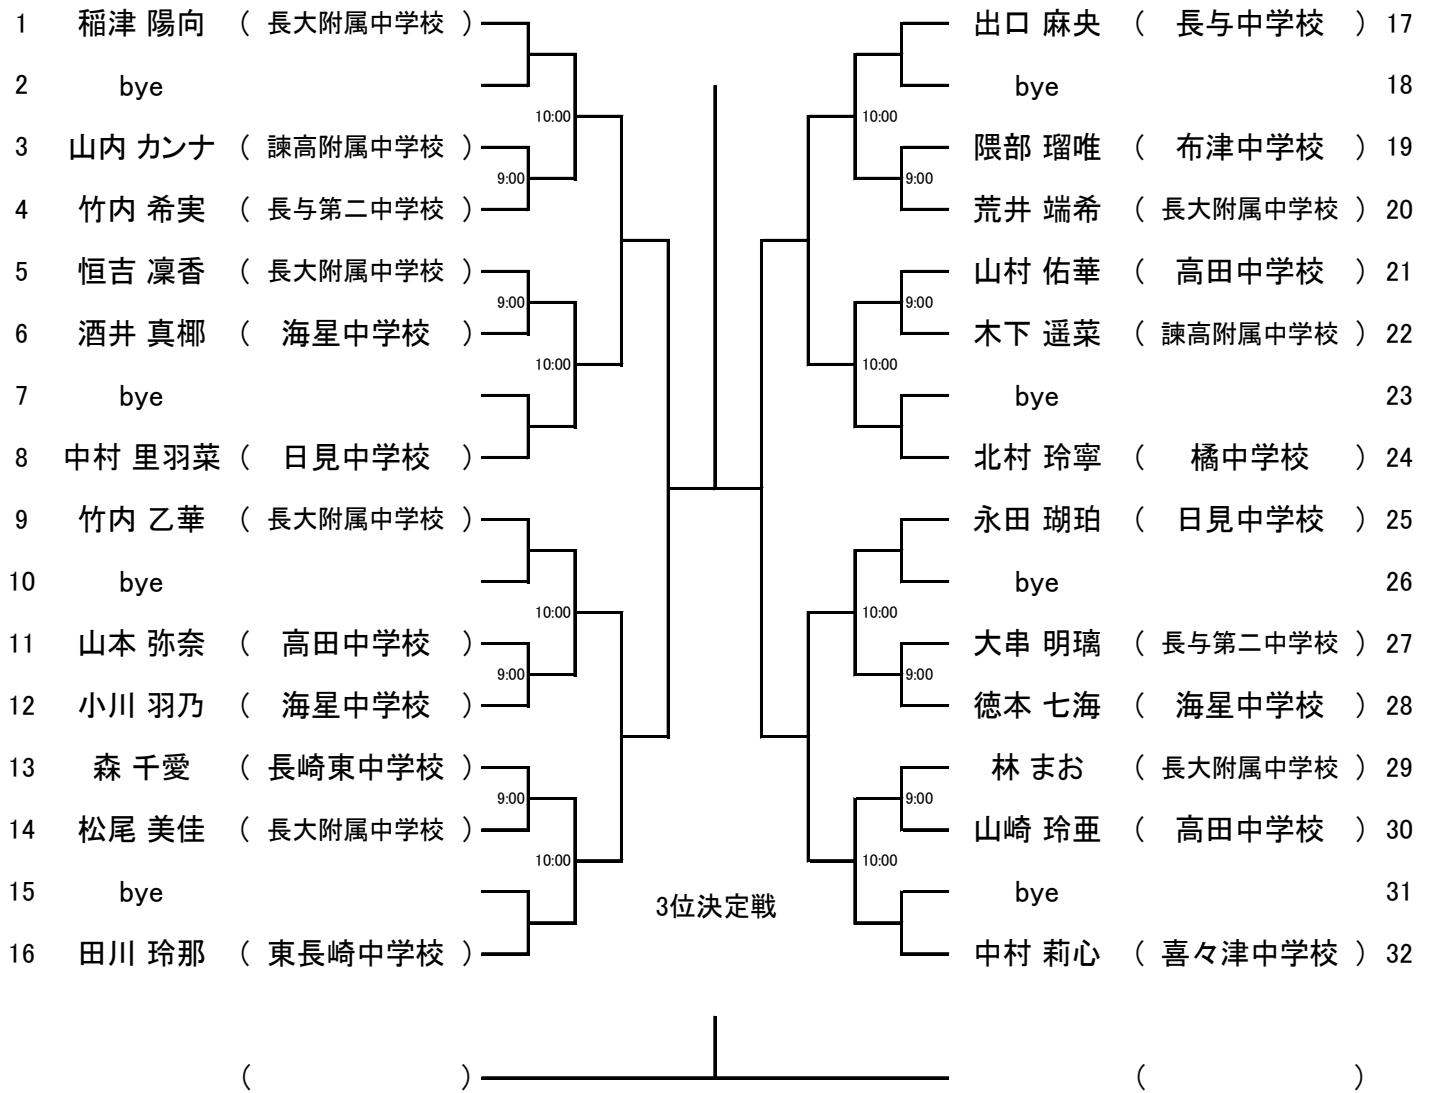 1 稲津 陽向 ( 長大附属中学校 ) 出口 麻央 ( 長与中学校 ) 17
2 bye bye 18
10:00 10:00
3 山内 カンナ ( 諫高附属中学校 ) 隈部 瑠唯 ( 布津中学校 ) 19
9:00 9:00
4 竹内 希実 ( 長与第二中学校 ) 荒井 端希 ( 長大附属中学校 ) 20
5 恒吉 凜香 ( 長大附属中学校 ) 山村 佑華 ( 高田中学校 ) 21
9:00 9:00
6 酒井 真椰 ( 海星中学校 ) 木下 遥菜 ( 諫高附属中学校 ) 22
10:00 10:00
7 bye bye 23
8 中村 里羽菜 ( 日見中学校 ) 北村 玲寧 ( 橘中学校 ) 24
9 竹内 乙華 ( 長大附属中学校 ) 永田 瑚珀 ( 日見中学校 ) 25
10 bye bye 26
10:00 10:00
11 山本 弥奈 ( 高田中学校 ) 大串 明璃 ( 長与第二中学校 ) 27
9:00 9:00
12 小川 羽乃 ( 海星中学校 ) 徳本 七海 ( 海星中学校 ) 28
13 森 千愛 ( 長崎東中学校 ) 林 まお ( 長大附属中学校 ) 29
9:00 9:00
14 松尾 美佳 ( 長大附属中学校 ) 山崎 玲亜 ( 高田中学校 ) 30
10:00 10:00
15 bye bye 31
3位決定戦
16 田川 玲那 ( 東長崎中学校 ) 中村 莉心 ( 喜々津中学校 ) 32
( ) ( )